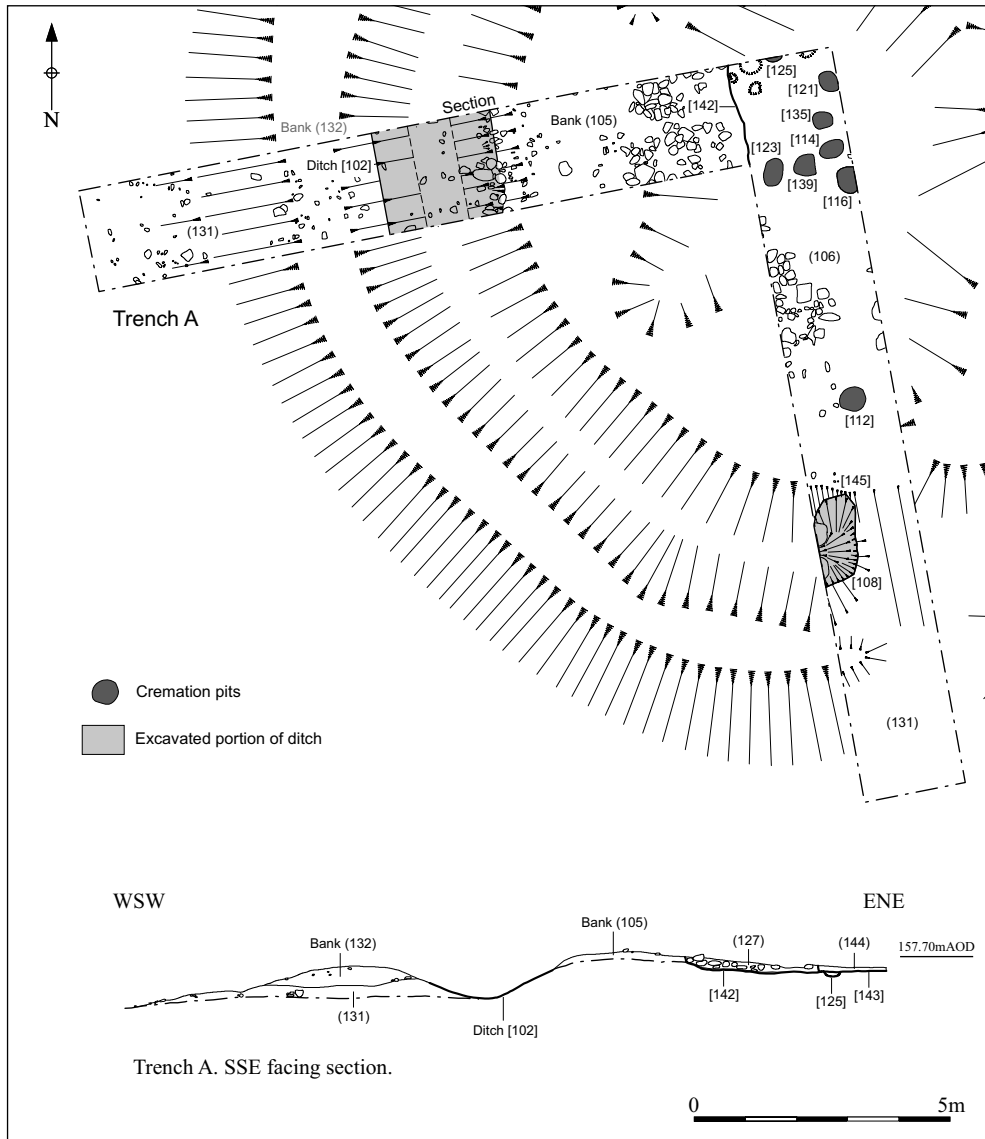 N
Section
[125]
[121]
Bank (132)
Bank (105)
[142]
[135]
Ditch [102]
[123]
[114]
[139]
[116]
(131)
(106)
Trench A
[112]
[145]
[108]
Cremation pits
(131)
Excavated portion of ditch
WSW
ENE
Bank (105)
Bank (132)
(127)
(144)
157.70mAOD
(131)
[142]
[125]
[143]
Ditch [102]
Trench A. SSE facing section.
0
5m